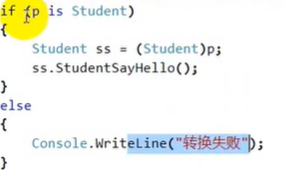 if (p is Student)
{
Student ss = (Student)p;
ss.StudentSayHello();
}
else
{
Console.WriteLine("转换失败");
}